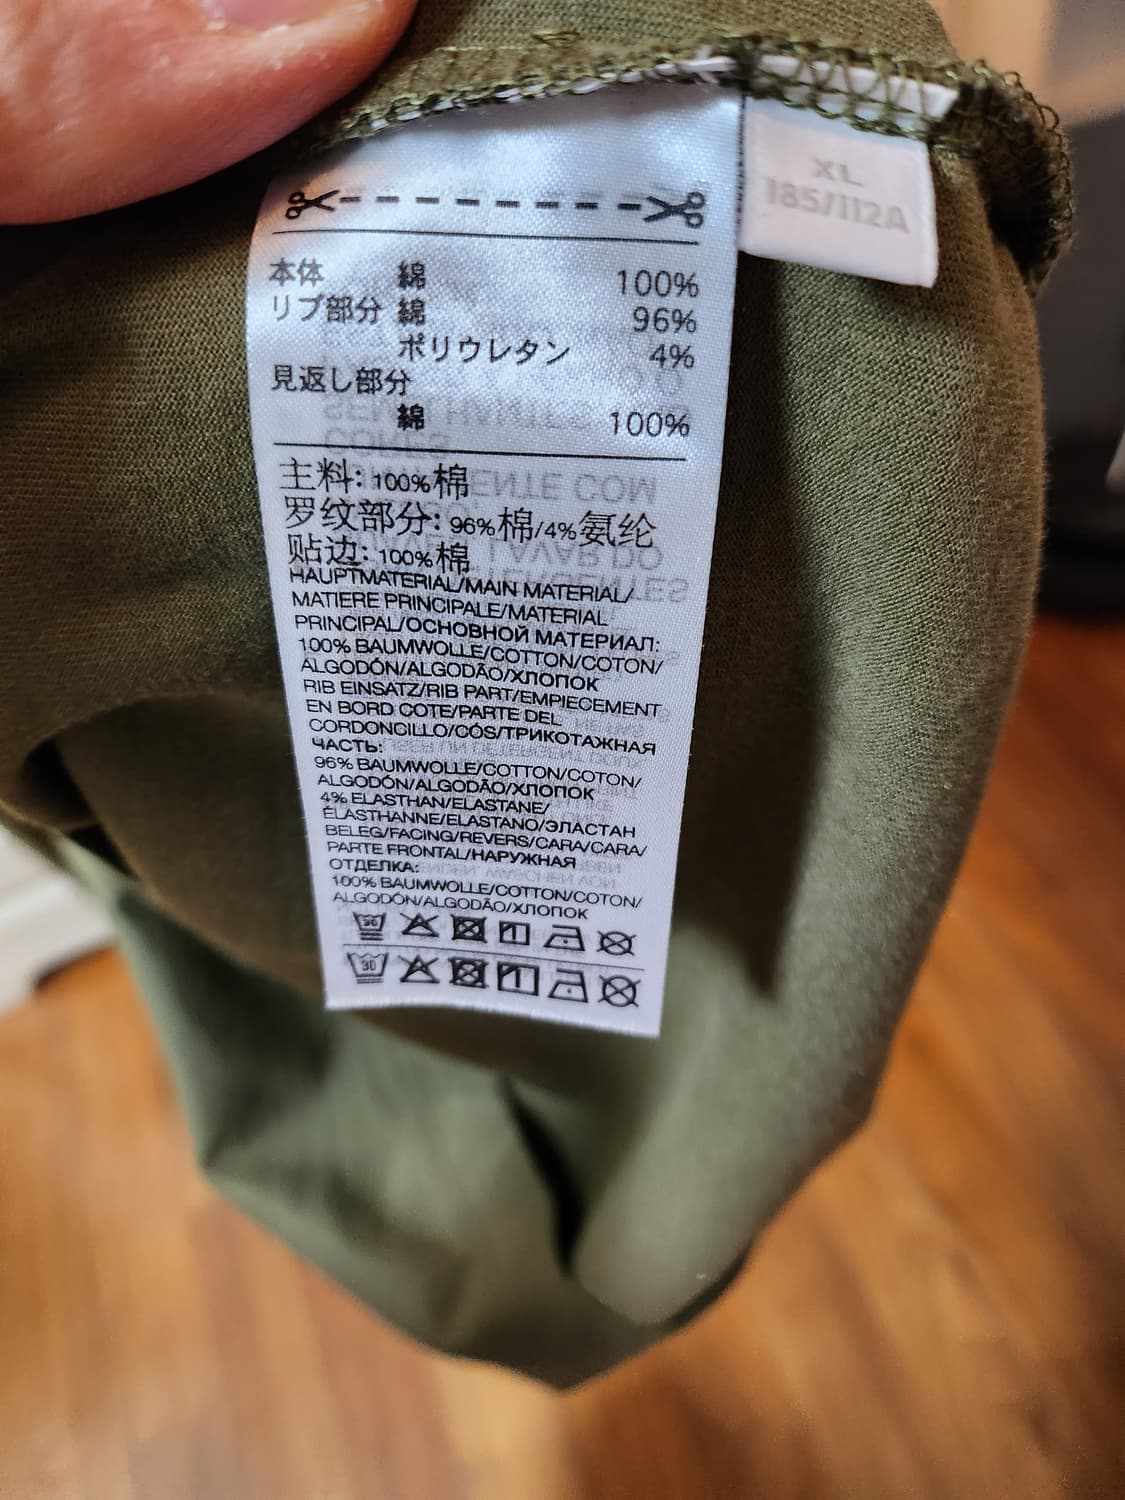 本体 綿 100%
リブ部分 綿 96%
ポリウレタン 4%
見返し部分
綿 100%
主料: 100%棉
罗纹部分: 96%棉/4%氨纶
贴边: 100%棉
HAUPTMATERIAL/MAIN MATERIAL/
MATIERE PRINCIPALE/MATERIAL
PRINCIPAL/ОСНОВНОЙ МАТЕРИАЛ:
100% BAUMWOLLE/COTTON/COTON/
ALGODÓN/ALGODÃO/ХЛОПОК
RIB EINSATZ/RIB PART/EMPIECEMENT
EN BORD COTE/PARTE DEL
CORDONCILLO/CÓS/ТРИКОТАЖНАЯ
ЧАСТЬ:
96% BAUMWOLLE/COTTON/COTON/
ALGODÓN/ALGODÃO/ХЛОПОК
4% ELASTHAN/ELASTANE/
ÉLASTHANNE/ELASTANO/ЭЛАСТАН
BELEG/FACING/REVERS/CARA/CARA/
PARTE FRONTAL/НАРУЖНАЯ
ОТДЕЛКА:
100% BAUMWOLLE/COTTON/COTON/
ALGODÓN/ALGODÃO/ХЛОПОК
30
30
XL
185/112A